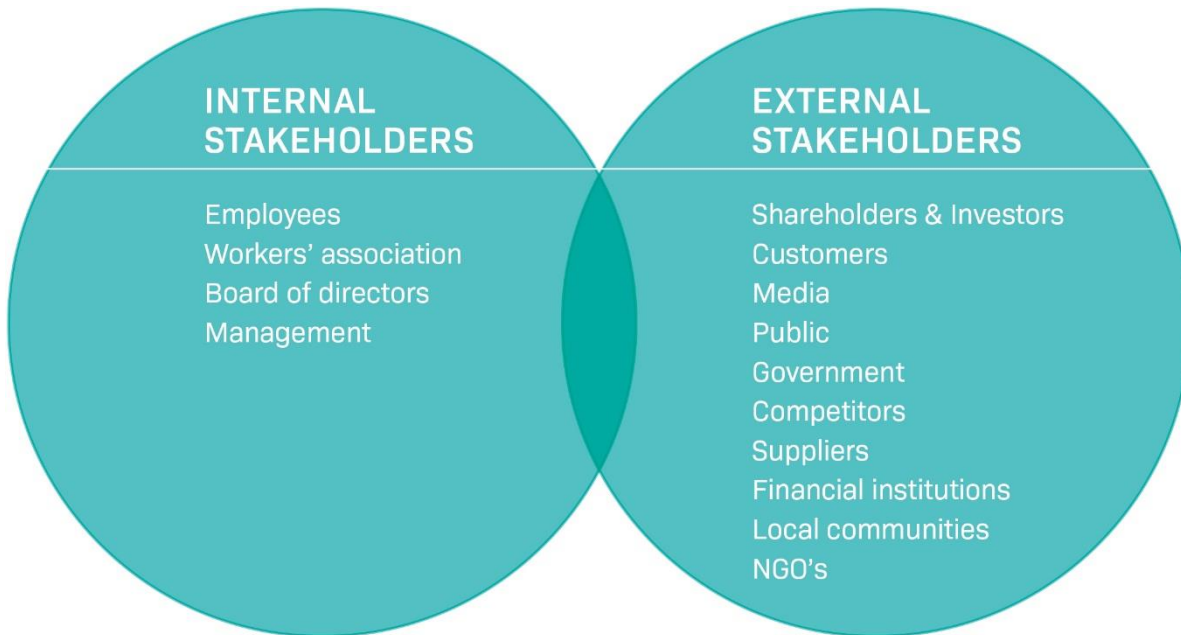 INTERNAL
STAKEHOLDERS
Employees
Workers’ association
Board of directors
Management
EXTERNAL
STAKEHOLDERS
Shareholders & Investors
Customers
Media
Public
Government
Competitors
Suppliers
Financial institutions
Local communities
NGO’s